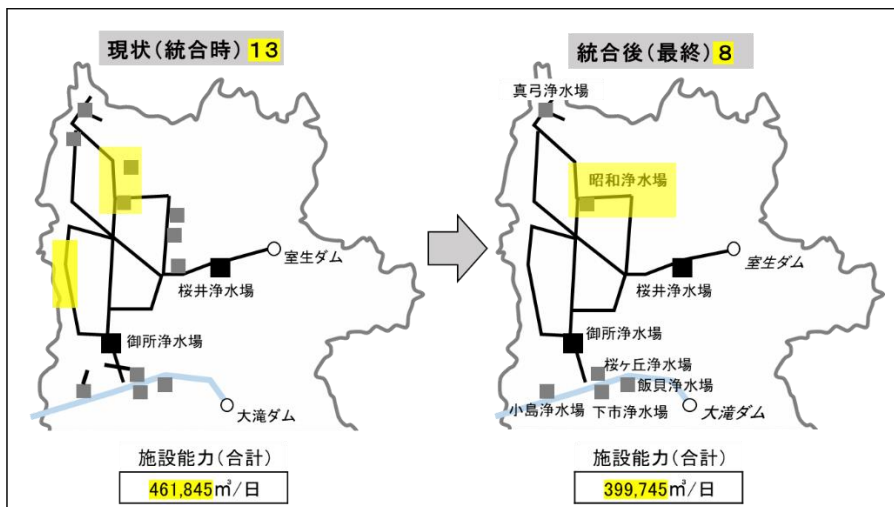 現状（統合時）13
室生ダム
桜井浄水場
御所浄水場
大滝ダム
施設能力（合計）
461,845㎥/日
統合後（最終）8
真弓浄水場
昭和浄水場
室生ダム
桜井浄水場
御所浄水場
桜ヶ丘浄水場
飯貝浄水場
小島浄水場
下市浄水場
大滝ダム
施設能力（合計）
399,745㎥/日